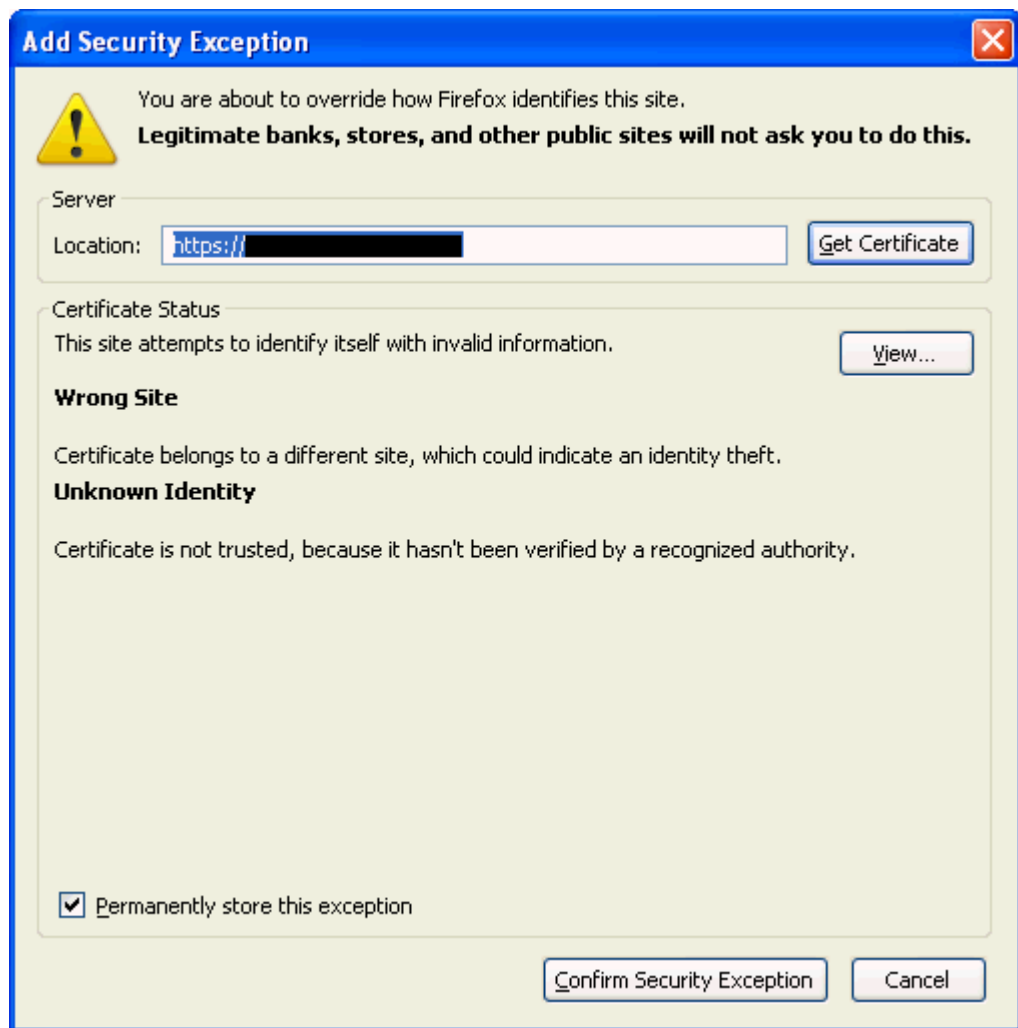 Add Security Exception
You are about to override how Firefox identifies this site.
Legitimate banks, stores, and other public sites will not ask you to do this.
Server
Location: https:// Get Certificate
Certificate Status
This site attempts to identify itself with invalid information.
View...
Wrong Site
Certificate belongs to a different site, which could indicate an identity theft.
Unknown Identity
Certificate is not trusted, because it hasn't been verified by a recognized authority.
Permanently store this exception
Confirm Security Exception Cancel